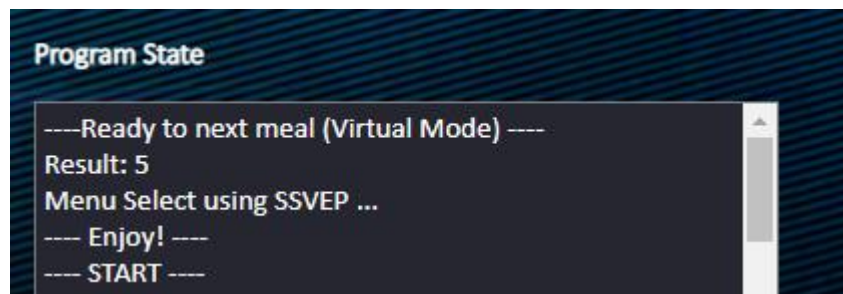 Program State
----Ready to next meal (Virtual Mode) ----
Result: 5
Menu Select using SSVEP ...
---- Enjoy! ----
---- START ----